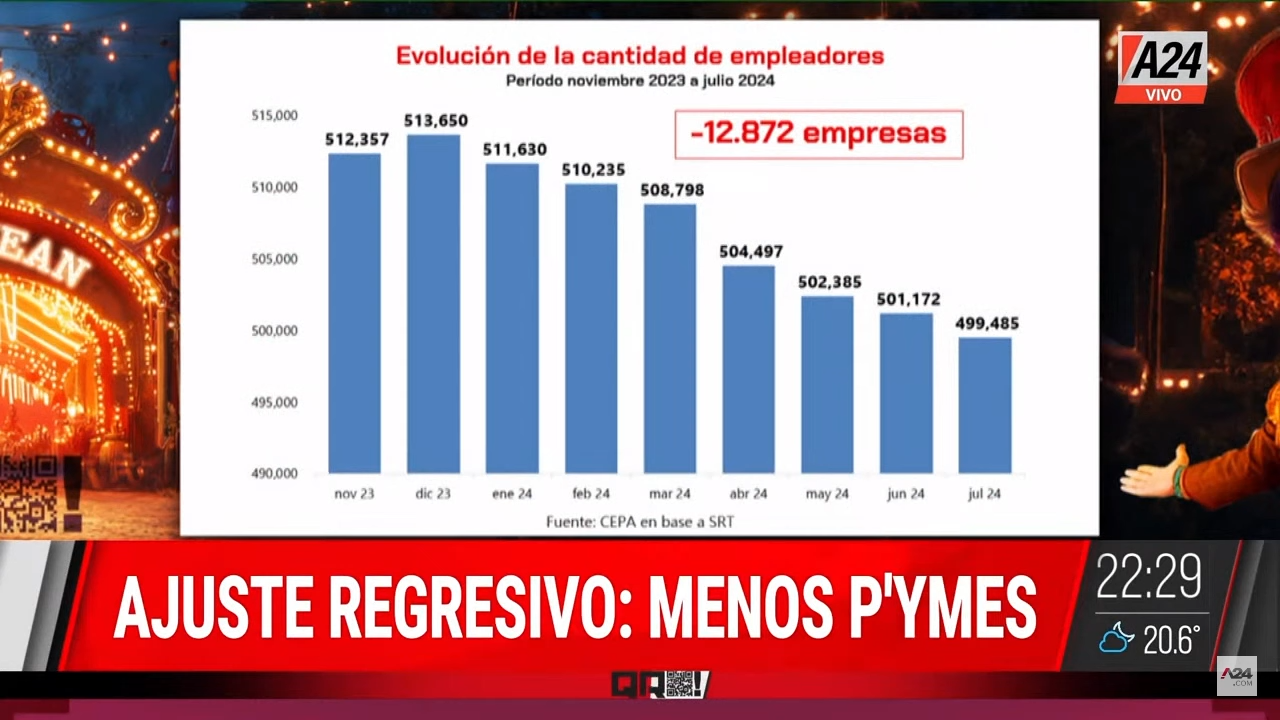 Evolución de la cantidad de empleadores
Período noviembre 2023 a julio 2024
-12.872 empresas
515,000
510,000
505,000
500,000
495,000
490,000
512,357
513,650
511,630
510,235
508,798
504,497
502,385
501,172
499,485
nov 23
dic 23
ene 24
feb 24
mar 24
abr 24
may 24
jun 24
jul 24
Fuente: CEPA en base a SRT
A24
VIVO
EAN
AJUSTE REGRESIVO: MENOS P'YMES
22:29
20.6°
QR!
A24
.COM